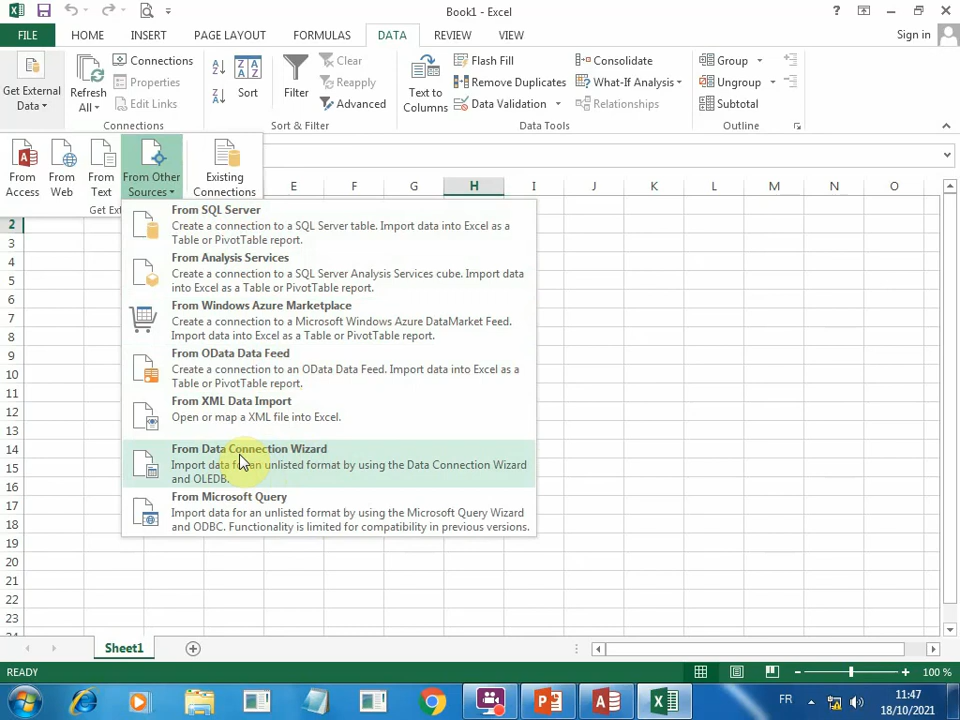 Book1 - Excel
?
FILE HOME INSERT PAGE LAYOUT FORMULAS DATA REVIEW VIEW Sign in
Get External Data
Refresh All
Connections
Properties
Edit Links
Connections
Sort
Filter
Clear
Reapply
Advanced
Sort & Filter
Text to Columns
Flash Fill
Remove Duplicates
Data Validation
Consolidate
What-If Analysis
Relationships
Data Tools
Group
Ungroup
Subtotal
Outline
From Access
From Web
From Text
From Other Sources
Existing Connections
Get Ext
E F G H I J K L M N O
From SQL Server
Create a connection to a SQL Server table. Import data into Excel as a
Table or PivotTable report.
From Analysis Services
Create a connection to a SQL Server Analysis Services cube. Import data
into Excel as a Table or PivotTable report.
From Windows Azure Marketplace
Create a connection to a Microsoft Windows Azure DataMarket Feed.
Import data into Excel as a Table or PivotTable report.
From OData Data Feed
Create a connection to an OData Data Feed. Import data into Excel as a
Table or PivotTable report.
From XML Data Import
Open or map a XML file into Excel.
From Data Connection Wizard
Import data for an unlisted format by using the Data Connection Wizard
and OLEDB.
From Microsoft Query
Import data for an unlisted format by using the Microsoft Query Wizard
and ODBC. Functionality is limited for compatibility in previous versions.
2
3
4
5
6
7
8
9
10
11
12
13
14
15
16
17
18
19
20
21
22
23
Sheet1
READY
100 %
FR
11:47
18/10/2021